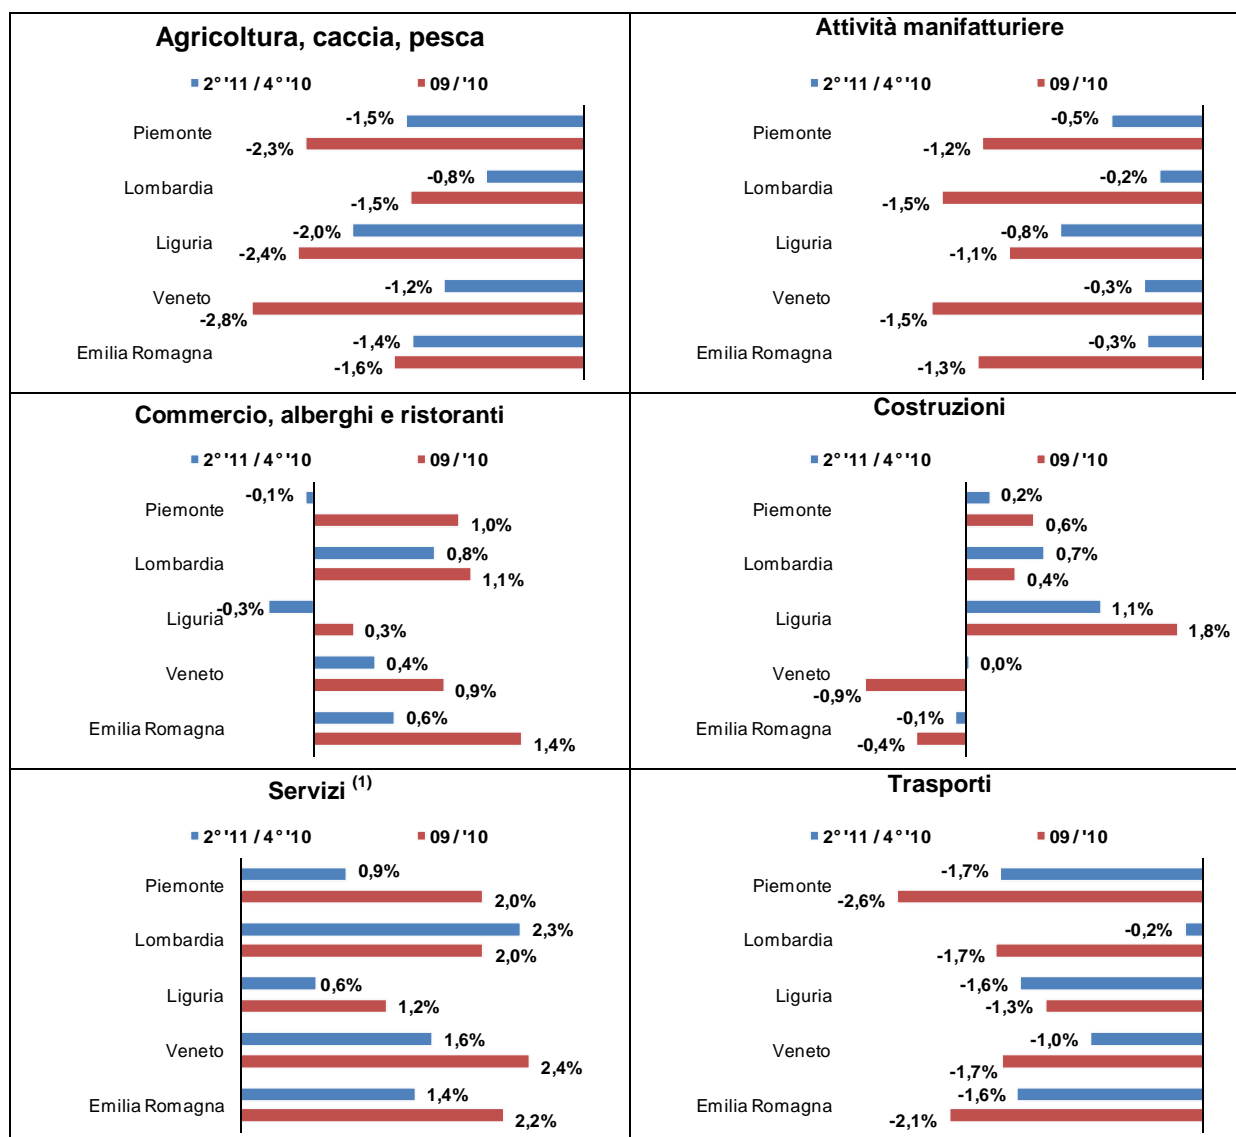 Agricoltura, caccia, pesca
2° '11 / 4° '10 09 / '10
Piemonte -1,5%
-2,3%
Lombardia -0,8%
-1,5%
Liguria -2,0%
-2,4%
Veneto -1,2%
-2,8%
Emilia Romagna -1,4%
-1,6%
Attività manifatturiere
2° '11 / 4° '10 09 / '10
Piemonte -0,5%
-1,2%
Lombardia -0,2%
-1,5%
Liguria -0,8%
-1,1%
Veneto -0,3%
-1,5%
Emilia Romagna -0,3%
-1,3%
Commercio, alberghi e ristoranti
2° '11 / 4° '10 09 / '10
Piemonte -0,1%
1,0%
Lombardia 0,8%
1,1%
Liguria -0,3%
0,3%
Veneto 0,4%
0,9%
Emilia Romagna 0,6%
1,4%
Costruzioni
2° '11 / 4° '10 09 / '10
Piemonte 0,2%
0,6%
Lombardia 0,7%
0,4%
Liguria 1,1%
1,8%
Veneto 0,0%
-0,9%
Emilia Romagna -0,1%
-0,4%
Servizi (1)
2° '11 / 4° '10 09 / '10
Piemonte 0,9%
2,0%
Lombardia 2,3%
2,0%
Liguria 0,6%
1,2%
Veneto 1,6%
2,4%
Emilia Romagna 1,4%
2,2%
Trasporti
2° '11 / 4° '10 09 / '10
Piemonte -1,7%
-2,6%
Lombardia -0,2%
-1,7%
Liguria -1,6%
-1,3%
Veneto -1,0%
-1,7%
Emilia Romagna -1,6%
-2,1%